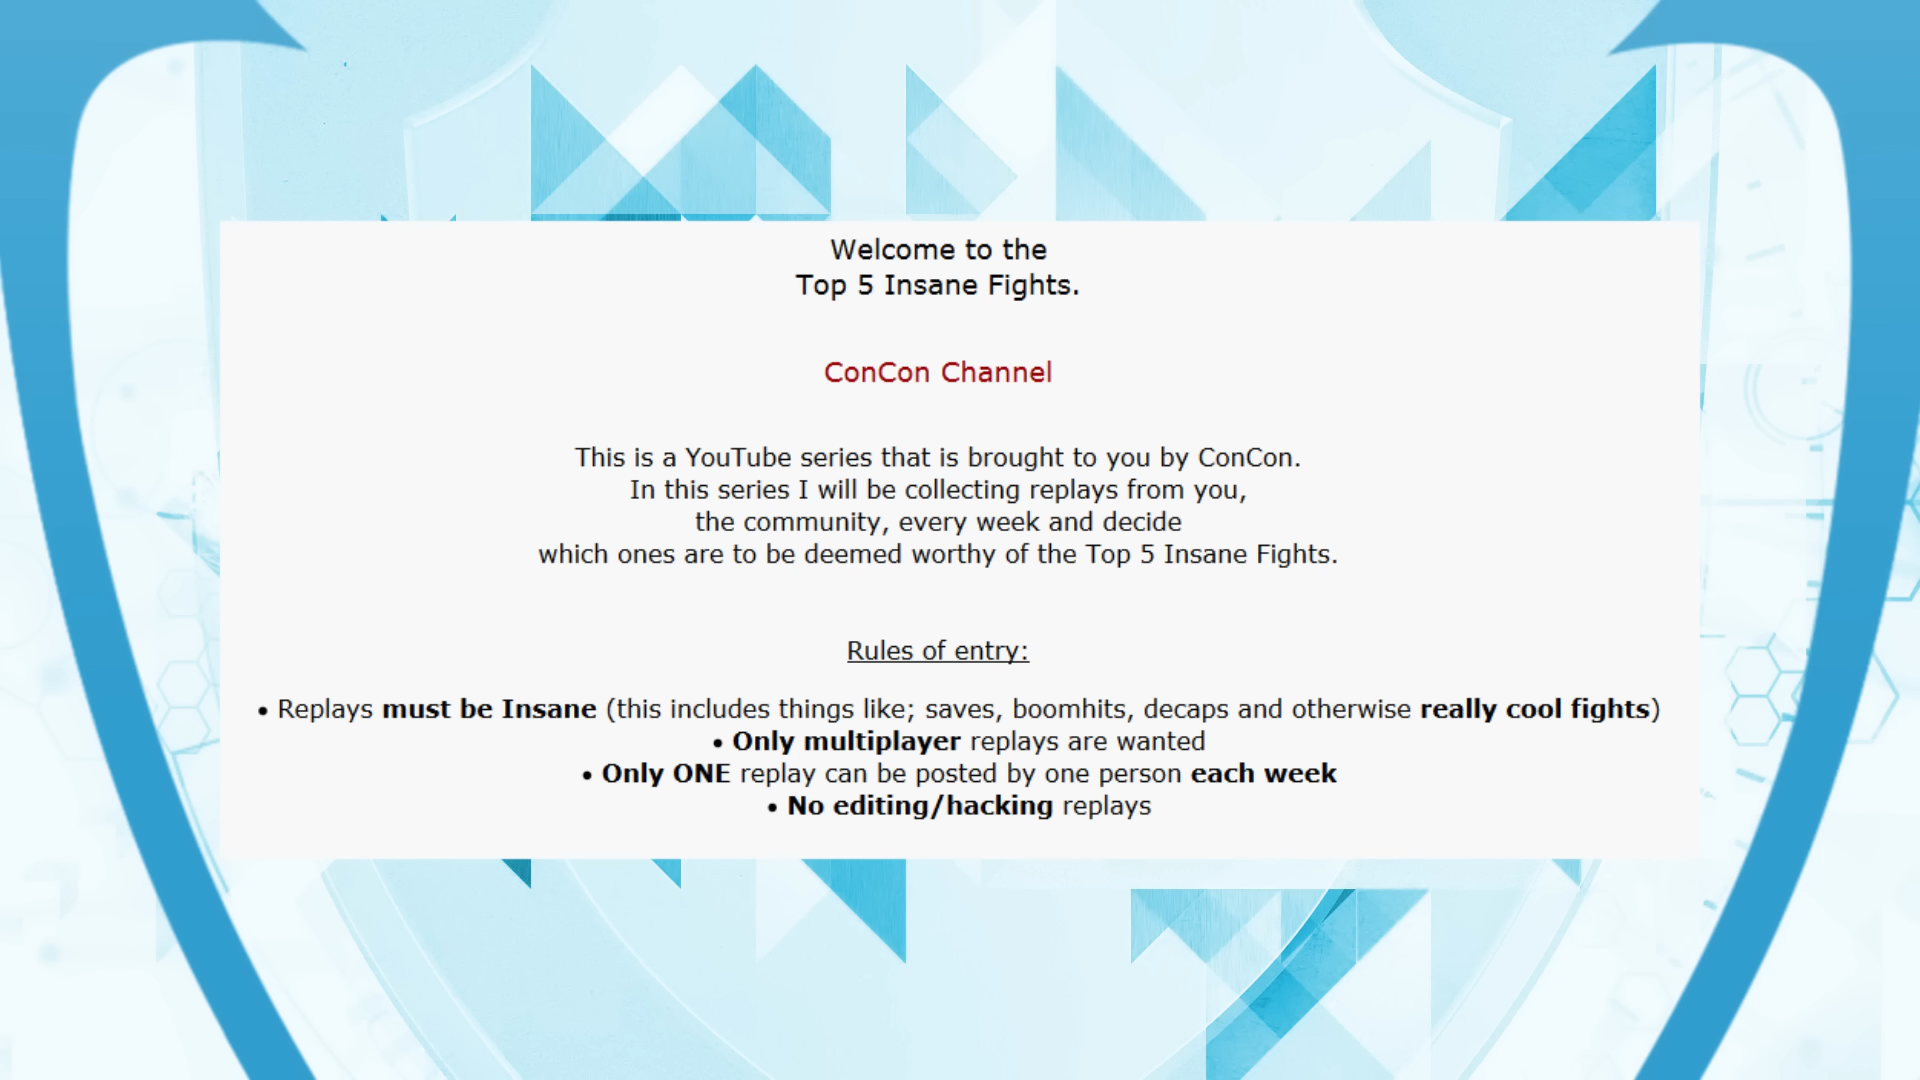 Welcome to the
Top 5 Insane Fights.
ConCon Channel
This is a YouTube series that is brought to you by ConCon.
In this series I will be collecting replays from you,
the community, every week and decide
which ones are to be deemed worthy of the Top 5 Insane Fights.
Rules of entry:
• Replays must be Insane (this includes things like; saves, boomhits, decaps and otherwise really cool fights)
• Only multiplayer replays are wanted
• Only ONE replay can be posted by one person each week
• No editing/hacking replays